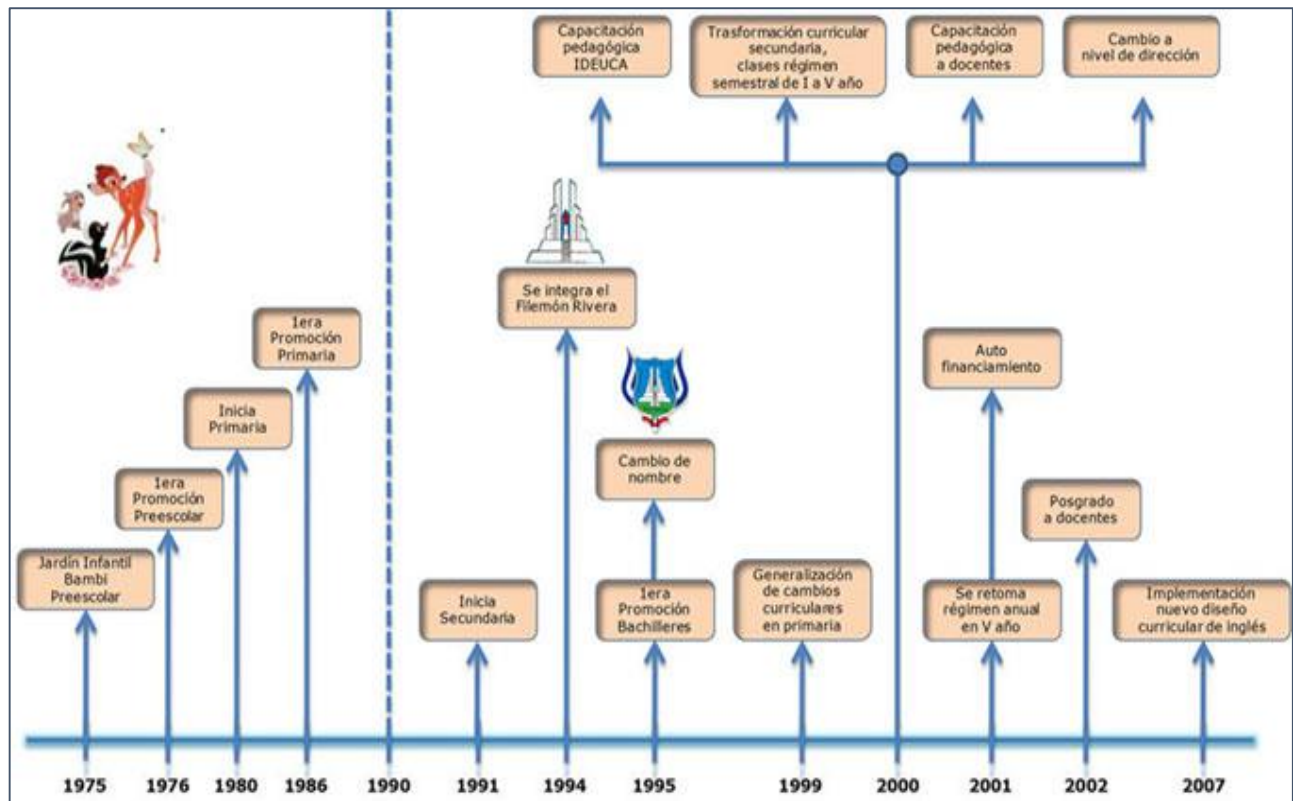 Capacitación
pedagógica
IDEUCA
Trasformación curricular
secundaria,
clases régimen
semestral de I a V año
Capacitación
pedagógica
a docentes
Cambio a
nivel de dirección
Se integra el
Filemón Rivera
1era
Promoción
Primaria
Auto
financiamiento
Inicia
Primaria
Cambio de
nombre
1era
Promoción
Preescolar
Posgrado
a docentes
Jardín Infantil
Bambi
Preescolar
Inicia
Secundaria
1era
Promoción
Bachilleres
Generalización
de cambios
curriculares
en primaria
Se retoma
régimen anual
en V año
Implementación
nuevo diseño
curricular de inglés
1975 1976 1980 1986 1990 1991 1994 1995 1999 2000 2001 2002 2007